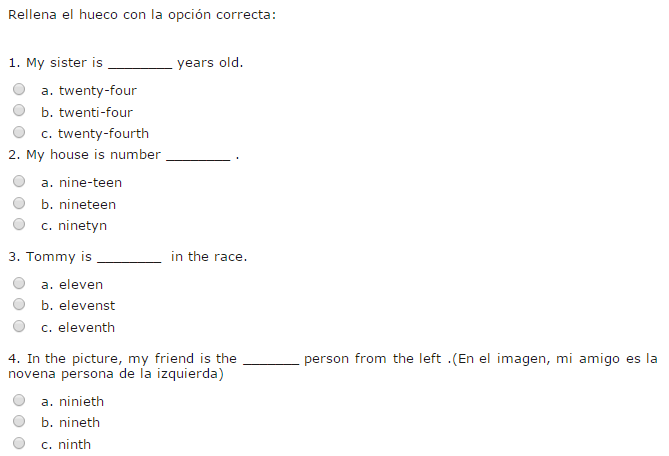 Rellena el hueco con la opción correcta:
1. My sister is ________ years old.
a. twenty-four
b. twenti-four
c. twenty-fourth
2. My house is number ________ .
a. nine-teen
b. nineteen
c. ninetyn
3. Tommy is ________ in the race.
a. eleven
b. elevenst
c. eleventh
4. In the picture, my friend is the _______ person from the left .(En el imagen, mi amigo es la
novena persona de la izquierda)
a. ninieth
b. nineth
c. ninth